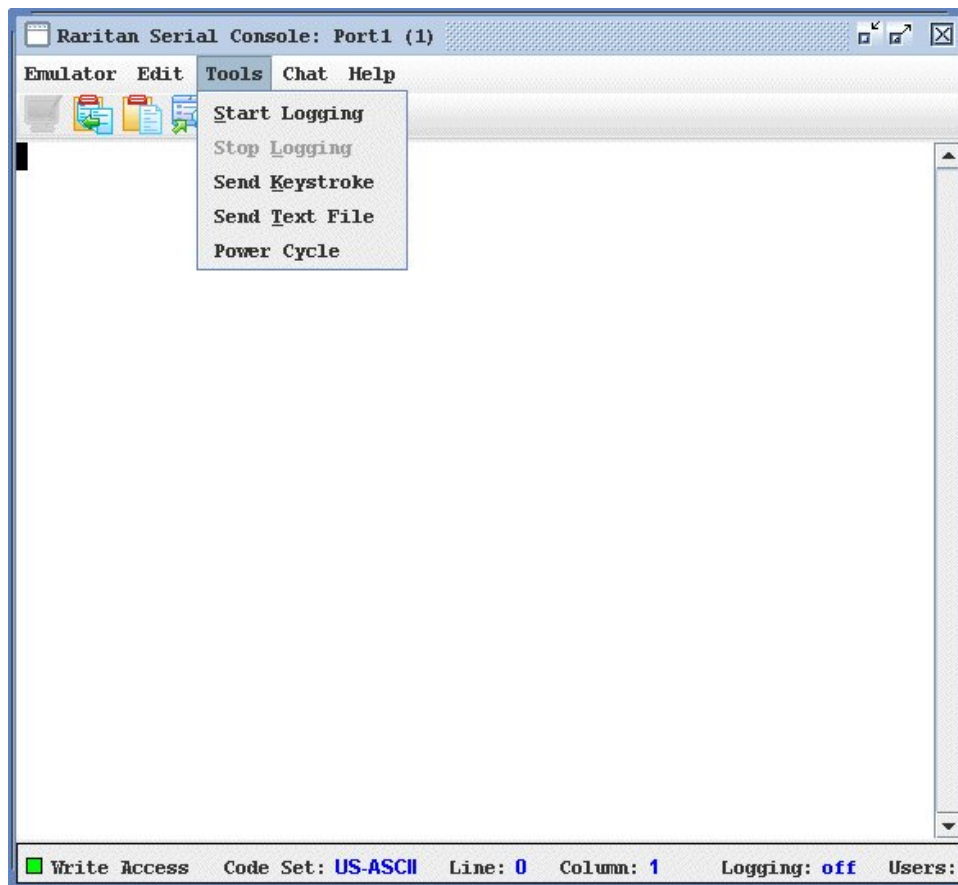 Raritan Serial Console: Port1 (1)
Emulator Edit Tools Chat Help
Start Logging
Stop Logging
Send Keystroke
Send Text File
Power Cycle
Write Access Code Set: US-ASCII Line: 0 Column: 1 Logging: off Users: